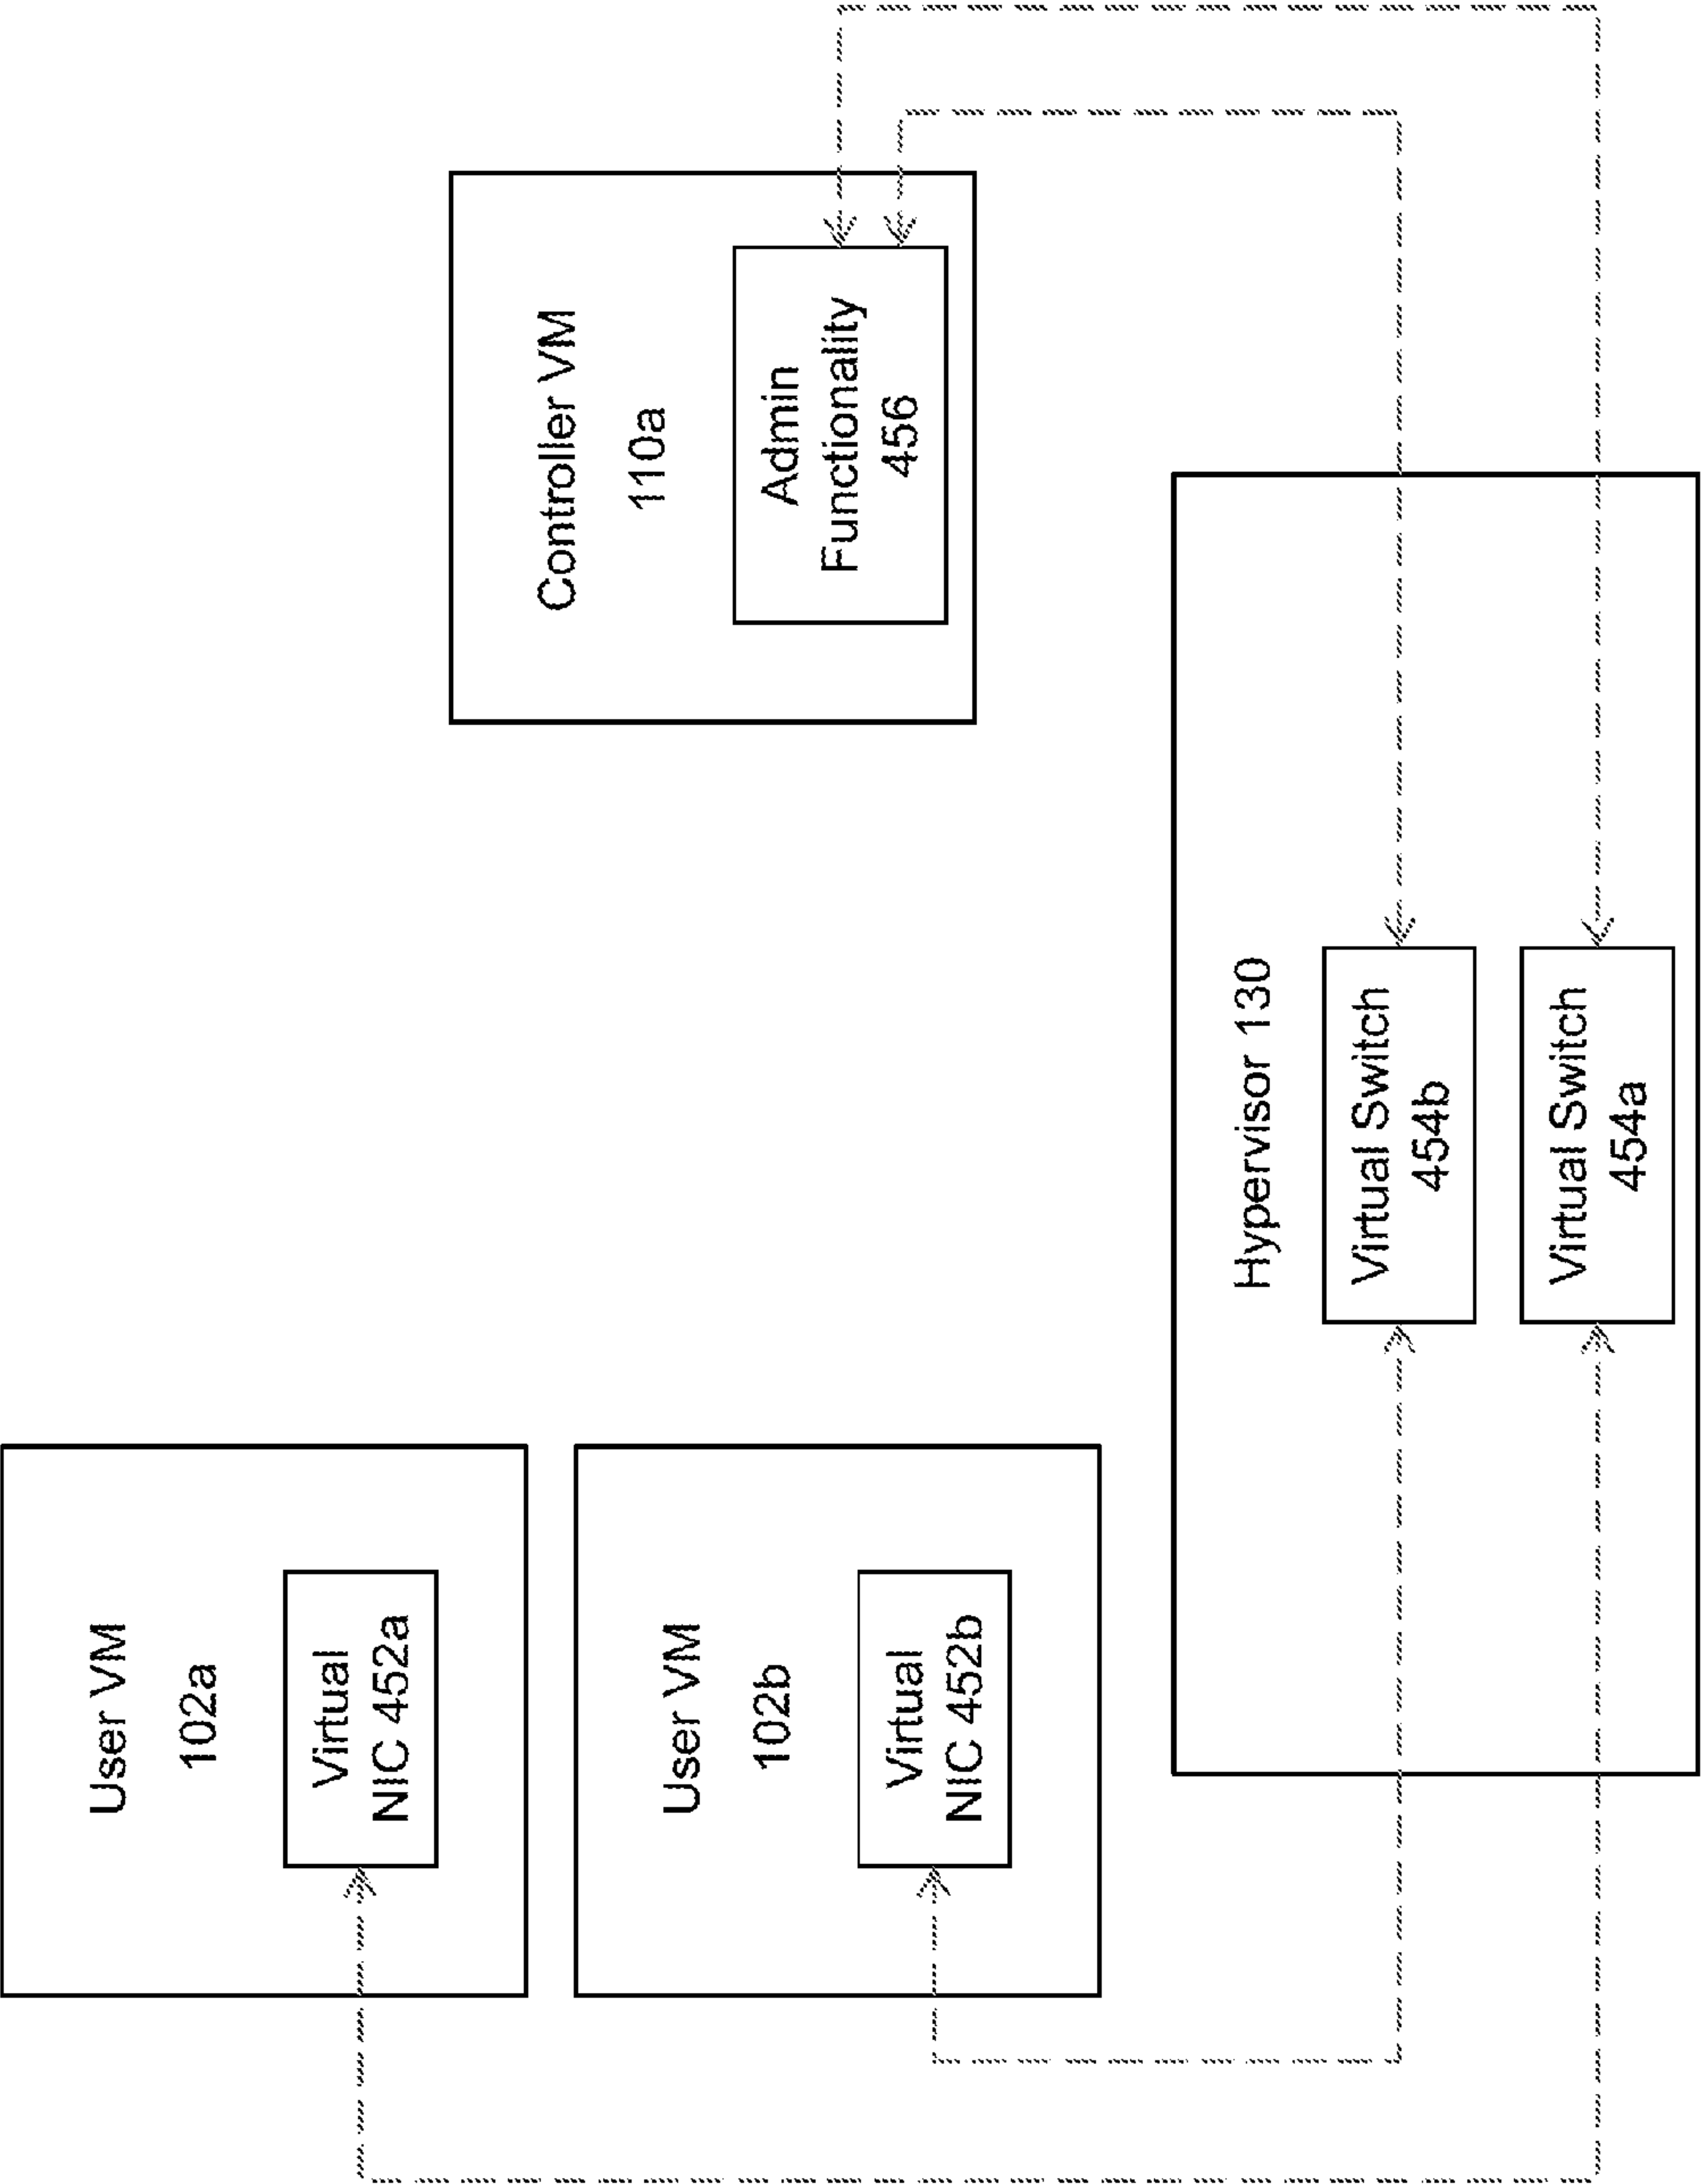 User VM
102a
Virtual
NIC 452a
User VM
102b
Virtual
NIC 452b
Controller VM
110a
Admin
Functionality
456
Hypervisor 130
Virtual Switch
454b
Virtual Switch
454a